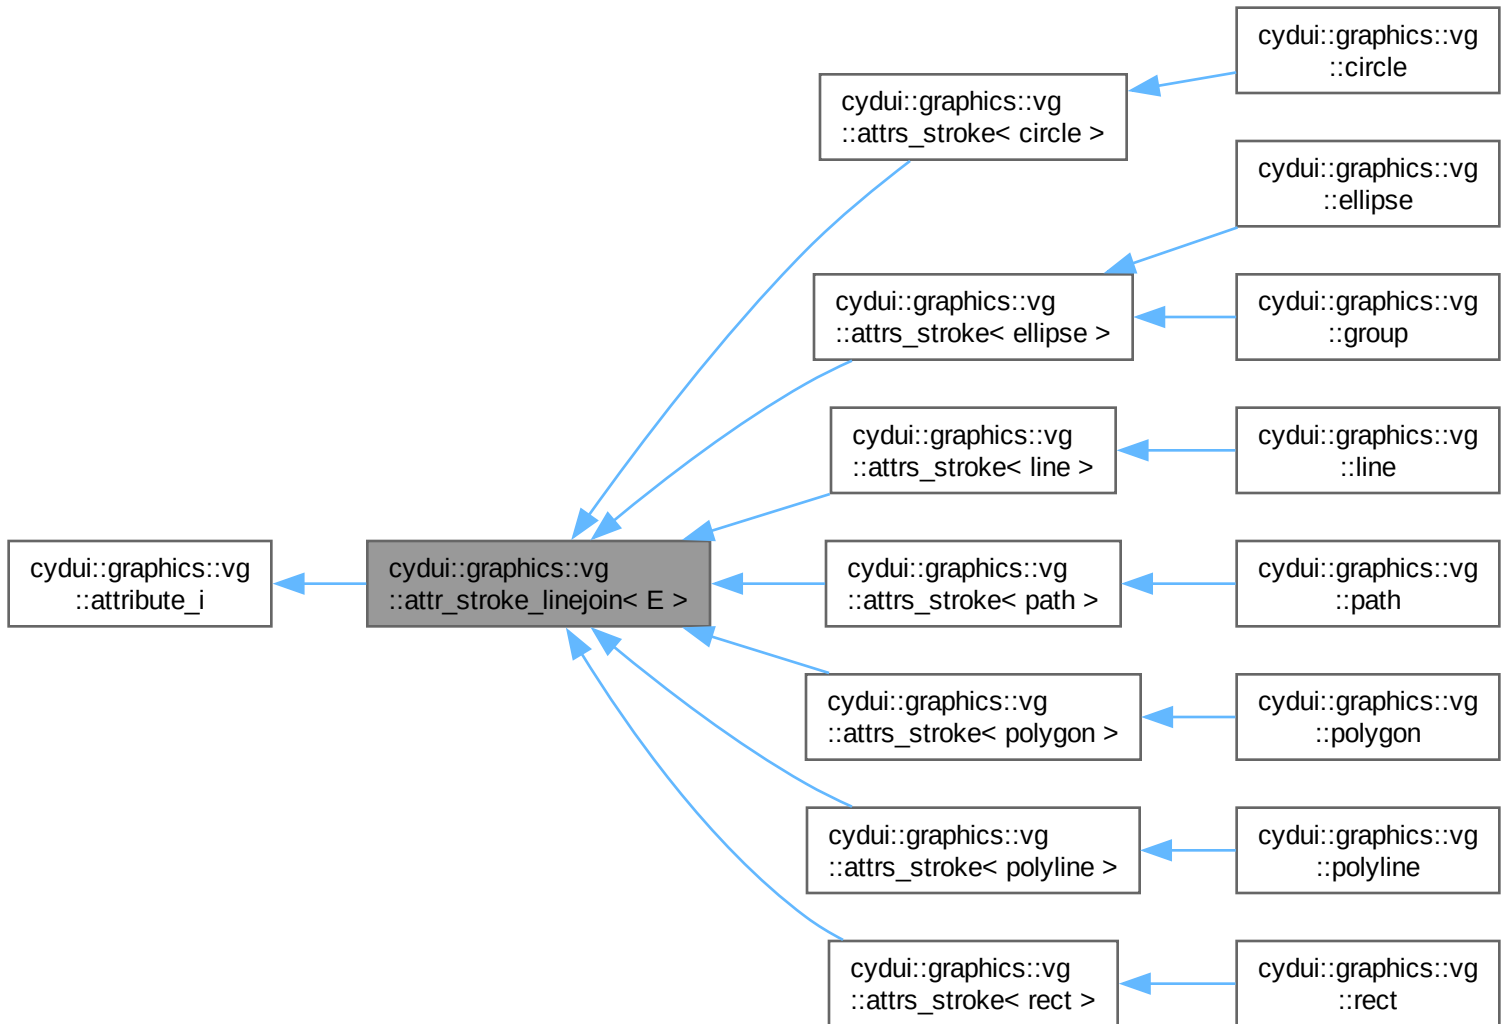 cydui::graphics::vg
::attribute_i
cydui::graphics::vg
::attr_stroke_linejoin< E >
cydui::graphics::vg
::attrs_stroke< circle >
cydui::graphics::vg
::circle
cydui::graphics::vg
::attrs_stroke< ellipse >
cydui::graphics::vg
::ellipse
cydui::graphics::vg
::group
cydui::graphics::vg
::attrs_stroke< line >
cydui::graphics::vg
::line
cydui::graphics::vg
::attrs_stroke< path >
cydui::graphics::vg
::path
cydui::graphics::vg
::attrs_stroke< polygon >
cydui::graphics::vg
::polygon
cydui::graphics::vg
::attrs_stroke< polyline >
cydui::graphics::vg
::polyline
cydui::graphics::vg
::attrs_stroke< rect >
cydui::graphics::vg
::rect